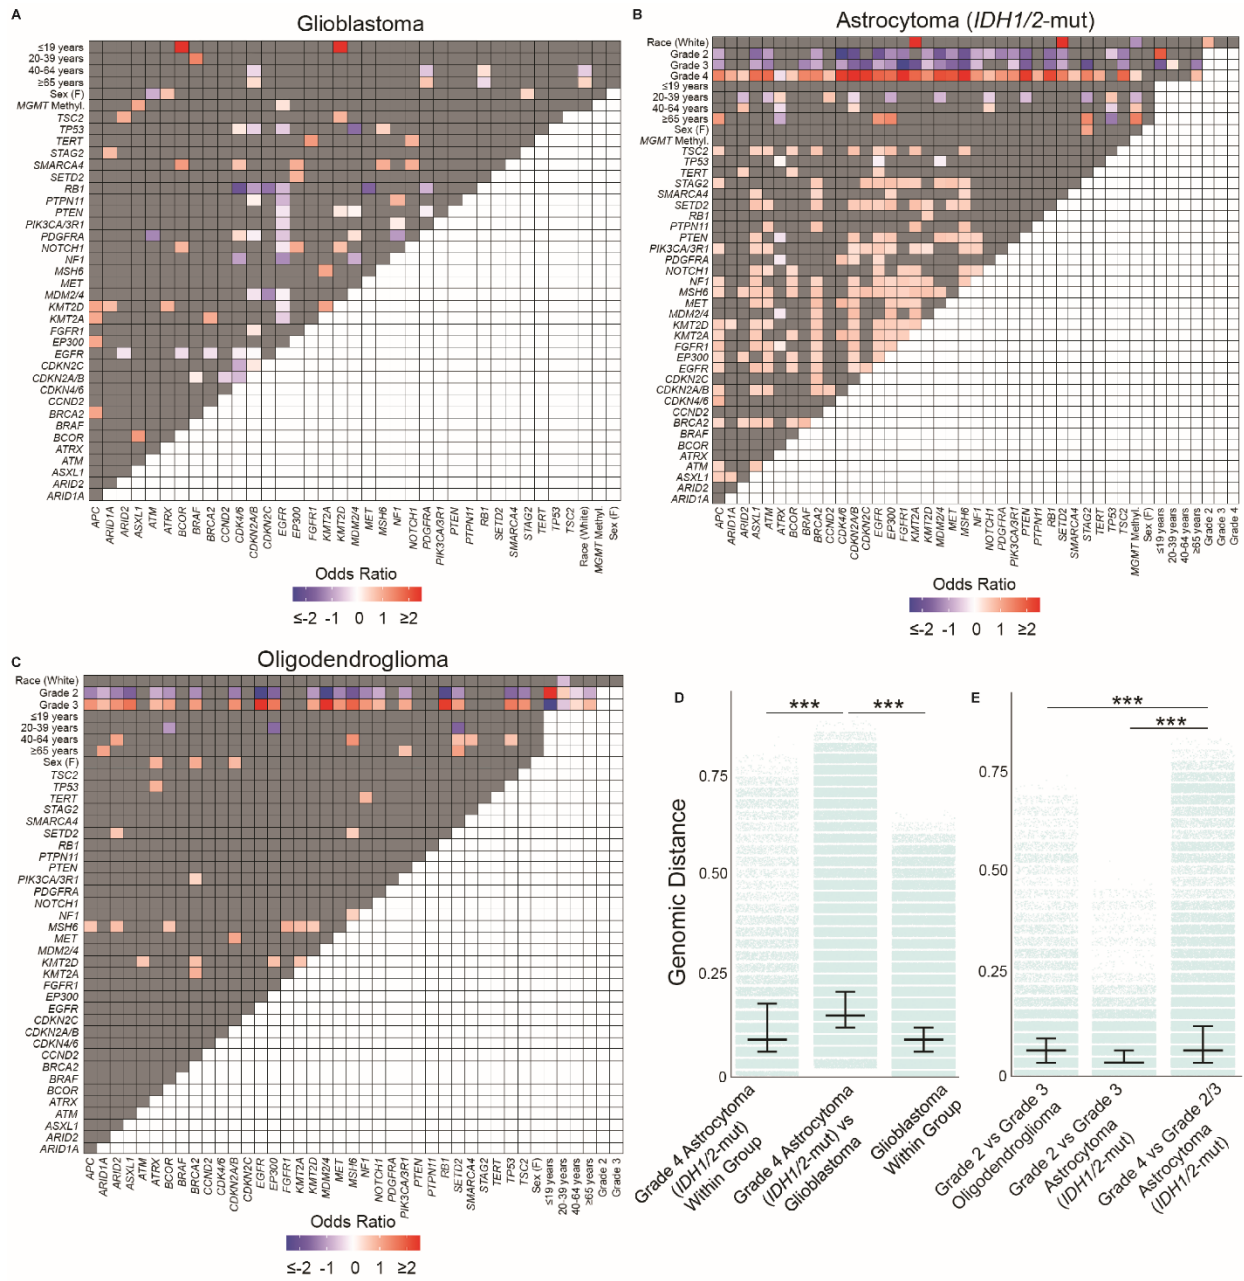 A
Glioblastoma
≤19 years
20-39 years
40-64 years
≥65 years
Sex (F)
MGMT Methyl.
TSC2
TP53
TERT
STAG2
SMARCA4
SETD2
RB1
PTPN11
PTEN
PIK3CA/3R1
PDGFRA
NOTCH1
NF1
MSH6
MET
MDM2/4
KMT2D
KMT2A
FGFR1
EP300
EGFR
CDKN2C
CDKN2A/B
CDKN4/6
CCND2
BRCA2
BRAF
BCOR
ATRX
ATM
ASXL1
ARID2
ARID1A
APC
ARID1A
ARID2
ASXL1
ATM
ATRX
BCOR
BRAF
BRCA2
CCND2
CDK4/6
CDKN2A/B
CDKN2C
EGFR
EP300
FGFR1
KMT2A
KMT2D
MDM2/4
MET
MSH6
NF1
NOTCH1
PDGFRA
PIK3CA/3R1
PTEN
RB1
SETD2
SMARCA4
STAG2
TERT
TP53
TSC2
Race (White)
MGMT Methyl.
Sex (F)
Odds Ratio
≤-2 -1 0 1 ≥2
B
Astrocytoma (IDH1/2-mut)
Race (White)
Grade 2
Grade 3
Grade 4
≤19 years
20-39 years
40-64 years
≥65 years
Sex (F)
MGMT Methyl.
TSC2
TP53
TERT
STAG2
SMARCA4
SETD2
RB1
PTPN11
PTEN
PIK3CA/3R1
PDGFRA
NOTCH1
NF1
MSH6
MET
MDM2/4
KMT2D
KMT2A
FGFR1
EP300
EGFR
CDKN2C
CDKN2A/B
CDKN4/6
CCND2
BRCA2
BRAF
BCOR
ATRX
ATM
ASXL1
ARID2
ARID1A
APC
ARID1A
ARID2
ASXL1
ATM
ATRX
BCOR
BRAF
BRCA2
CCND2
CDK4/6
CDKN2A/B
CDKN2C
EGFR
EP300
FGFR1
KMT2A
KMT2D
MDM2/4
MET
MSH6
NF1
NOTCH1
PDGFRA
PIK3CA/3R1
PTEN
PTPN11
RB1
SETD2
SMARCA4
STAG2
TERT
TP53
TSC2
MGMT Methyl.
Sex (F)
≤19 years
20-39 years
40-64 years
≥65 years
Grade 2
Grade 3
Grade 4
Odds Ratio
≤-2 -1 0 1 ≥2
C
Oligodendroglioma
Race (White)
Grade 2
Grade 3
≤19 years
20-39 years
40-64 years
≥65 years
Sex (F)
TSC2
TP53
TERT
STAG2
SMARCA4
SETD2
RB1
PTPN11
PTEN
PIK3CA/3R1
PDGFRA
NOTCH1
NF1
MSH6
MET
MDM2/4
KMT2D
KMT2A
FGFR1
EP300
EGFR
CDKN2C
CDKN2A/B
CDKN4/6
CCND2
BRCA2
BRAF
BCOR
ATRX
ATM
ASXL1
ARID2
ARID1A
APC
ARID1A
ARID2
ASXL1
ATM
ATRX
BCOR
BRAF
BRCA2
CCND2
CDK4/6
CDKN2A/B
CDKN2C
EGFR
EP300
FGFR1
KMT2A
KMT2D
MDM2/4
MET
MSH6
NF1
NOTCH1
PDGFRA
PIK3CA/3R1
PTEN
PTPN11
RB1
SETD2
SMARCA4
STAG2
TERT
TP53
TSC2
Sex (F)
≤19 years
20-39 years
40-64 years
≥65 years
Grade 2
Grade 3
Odds Ratio
≤-2 -1 0 1 ≥2
D
*** ***
Genomic Distance
0.75
0.50
0.25
0
Grade 4 Astrocytoma
(IDH1/2-mut)
Within Group
Grade 4 Astrocytoma
(IDH1/2-mut) vs
Glioblastoma
Glioblastoma
Within Group
E
***
***
0.75
0.50
0.25
0
Grade 2 vs Grade 3
Oligodendroglioma
Grade 2 vs Grade 3
Astrocytoma
(IDH1/2-mut)
Grade 4 vs Grade 2/3
Astrocytoma
(IDH1/2-mut)